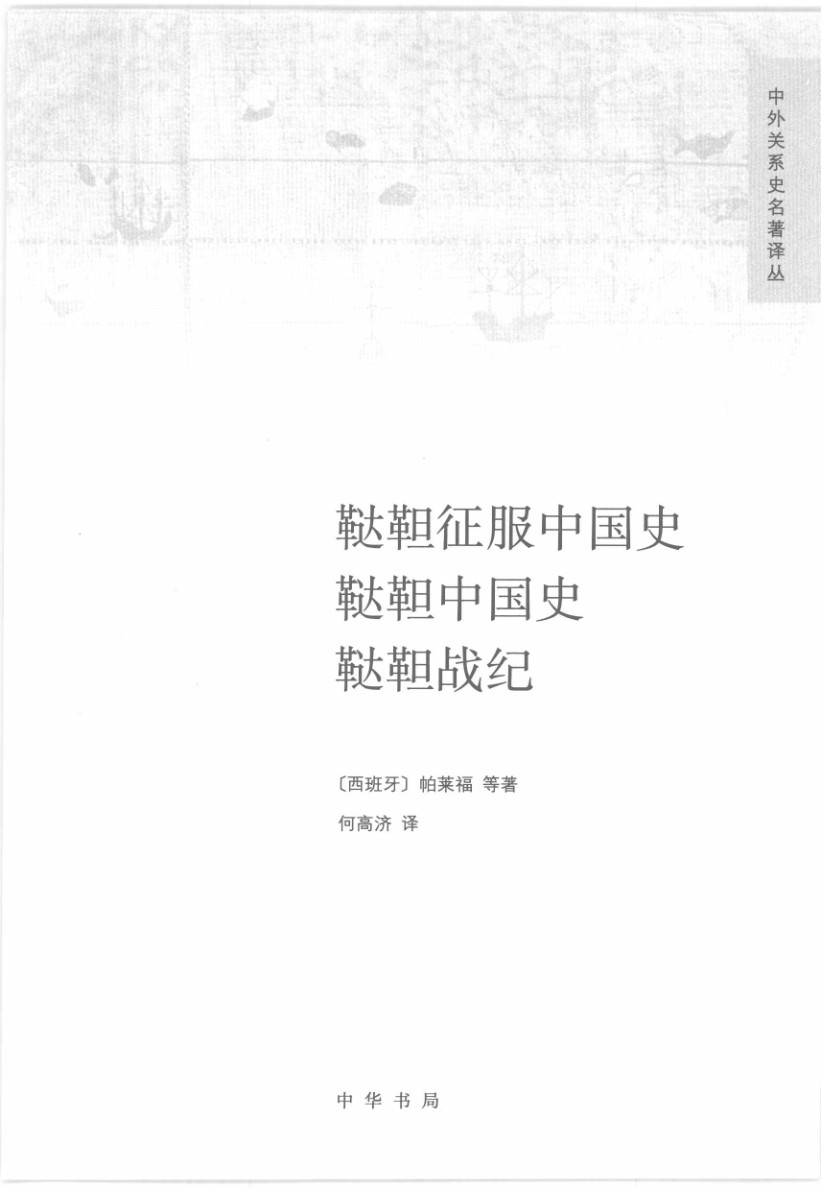 中外关系史名著译丛
鞑靼征服中国史
鞑靼中国史
鞑靼战纪
〔西班牙〕帕莱福 等著
何高济 译
中华书局